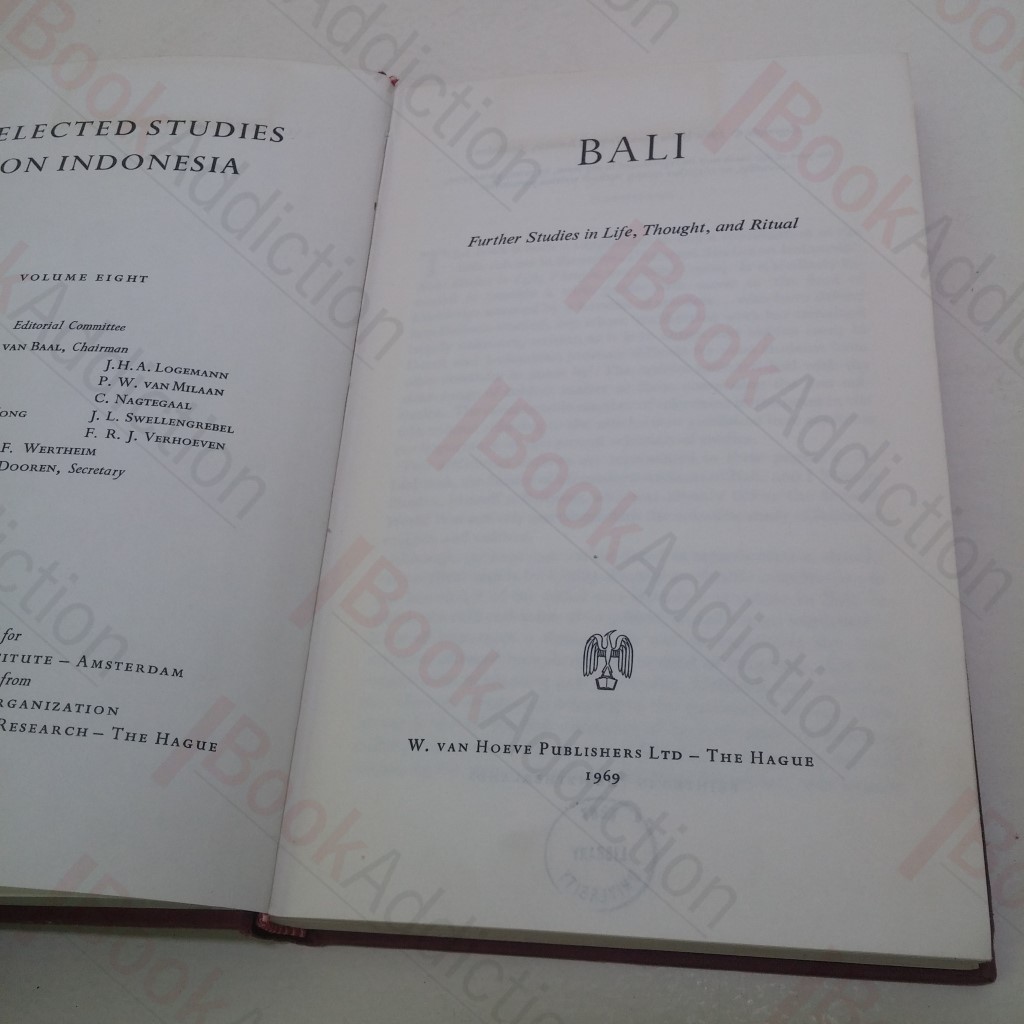 ELECTED STUDIES
ON INDONESIA
VOLUME EIGHT
Editorial Committee
VAN BAAL, Chairman
J. H. A. LOGEMANN
P. W. VAN MILAAN
C. NAGTEGAAL
ONG J. L. SWELLENGREBEL
F. R. J. VERHOEVEN
F. WERTHEIM
DOOREN, Secretary
for
TITUTE – AMSTERDAM
from
RGANIZATION
RESEARCH – THE HAGUE
BALI
Further Studies in Life, Thought, and Ritual
W. VAN HOEVE PUBLISHERS LTD – THE HAGUE
1969
BookAddiction